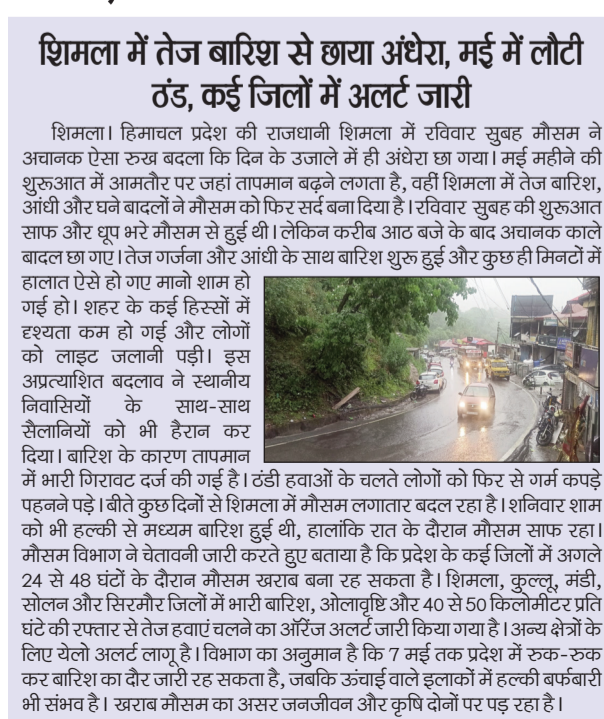 शिमला में तेज बारिश से छाया अंधेरा, मई में लौटी
ठंड, कई जिलों में अलर्ट जारी
शिमला। हिमाचल प्रदेश की राजधानी शिमला में रविवार सुबह मौसम ने
अचानक ऐसा रुख बदला कि दिन के उजाले में ही अंधेरा छा गया। मई महीने की
शुरुआत में आमतौर पर जहां तापमान बढ़ने लगता है, वहीं शिमला में तेज बारिश,
आंधी और घने बादलों ने मौसम को फिर सर्द बना दिया है। रविवार सुबह की शुरुआत
साफ और धूप भरे मौसम से हुई थी। लेकिन करीब आठ बजे के बाद अचानक काले
बादल छा गए। तेज गर्जना और आंधी के साथ बारिश शुरू हुई और कुछ ही मिनटों में
हालात ऐसे हो गए मानो शाम हो
गई हो। शहर के कई हिस्सों में
दृश्यता कम हो गई और लोगों
को लाइट जलानी पड़ी। इस
अप्रत्याशित बदलाव ने स्थानीय
निवासियों के साथ-साथ
सैलानियों को भी हैरान कर
दिया। बारिश के कारण तापमान
में भारी गिरावट दर्ज की गई है। ठंडी हवाओं के चलते लोगों को फिर से गर्म कपड़े
पहनने पड़े। बीते कुछ दिनों से शिमला में मौसम लगातार बदल रहा है। शनिवार शाम
को भी हल्की से मध्यम बारिश हुई थी, हालांकि रात के दौरान मौसम साफ रहा।
मौसम विभाग ने चेतावनी जारी करते हुए बताया है कि प्रदेश के कई जिलों में अगले
24 से 48 घंटों के दौरान मौसम खराब बना रह सकता है। शिमला, कुल्लू, मंडी,
सोलन और सिरमौर जिलों में भारी बारिश, ओलावृष्टि और 40 से 50 किलोमीटर प्रति
घंटे की रफ्तार से तेज हवाएं चलने का ऑरेंज अलर्ट जारी किया गया है। अन्य क्षेत्रों के
लिए येलो अलर्ट लागू है। विभाग का अनुमान है कि 7 मई तक प्रदेश में रुक-रुक
कर बारिश का दौर जारी रह सकता है, जबकि ऊंचाई वाले इलाकों में हल्की बर्फबारी
भी संभव है। खराब मौसम का असर जनजीवन और कृषि दोनों पर पड़ रहा है।